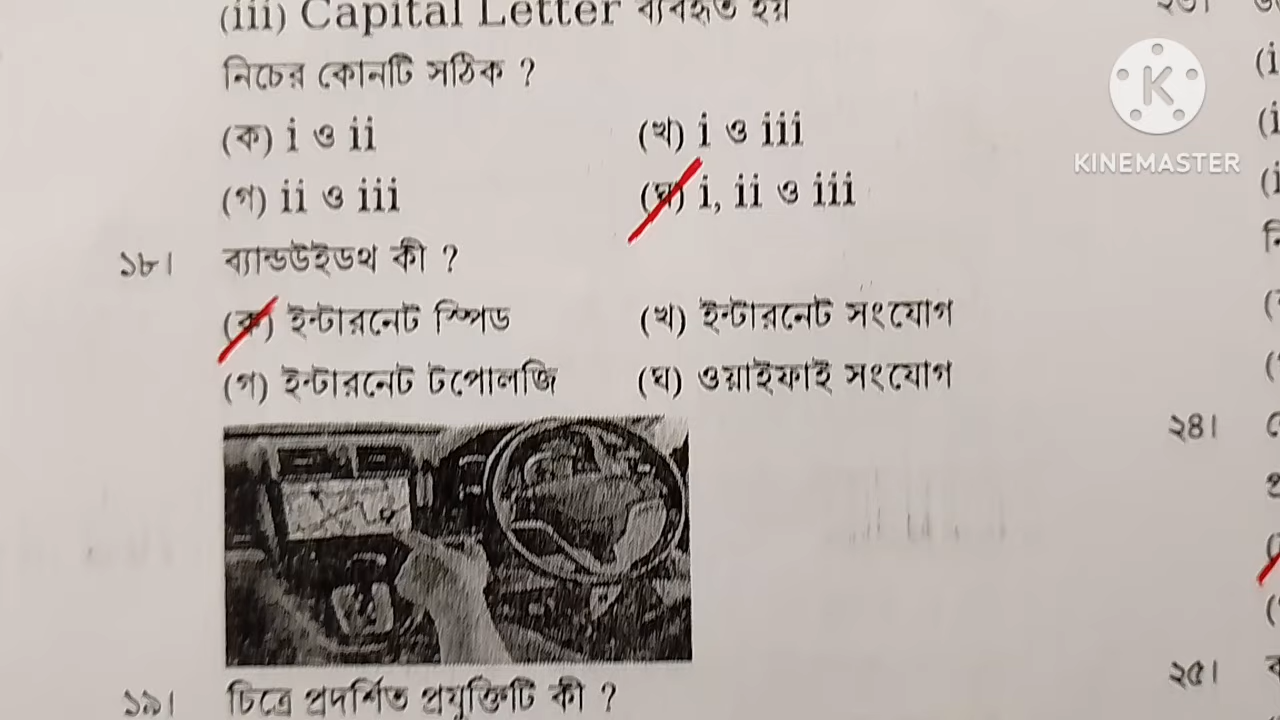 (iii) Capital Letter ব্যবহৃত হয়
নিচের কোনটি সঠিক ?
(ক) i ও ii
(খ) i ও iii
(গ) ii ও iii
(ঘ) i, ii ও iii
১৮। ব্যান্ডউইডথ কী ?
(ক) ইন্টারনেট স্পিড
(খ) ইন্টারনেট সংযোগ
(গ) ইন্টারনেট টপোলজি
(ঘ) ওয়াইফাই সংযোগ
১৯। চিত্রে প্রদর্শিত প্রযুক্তিটি কী ?
(i
(i
(i
২৪।
২৫।
K
KINEMASTER